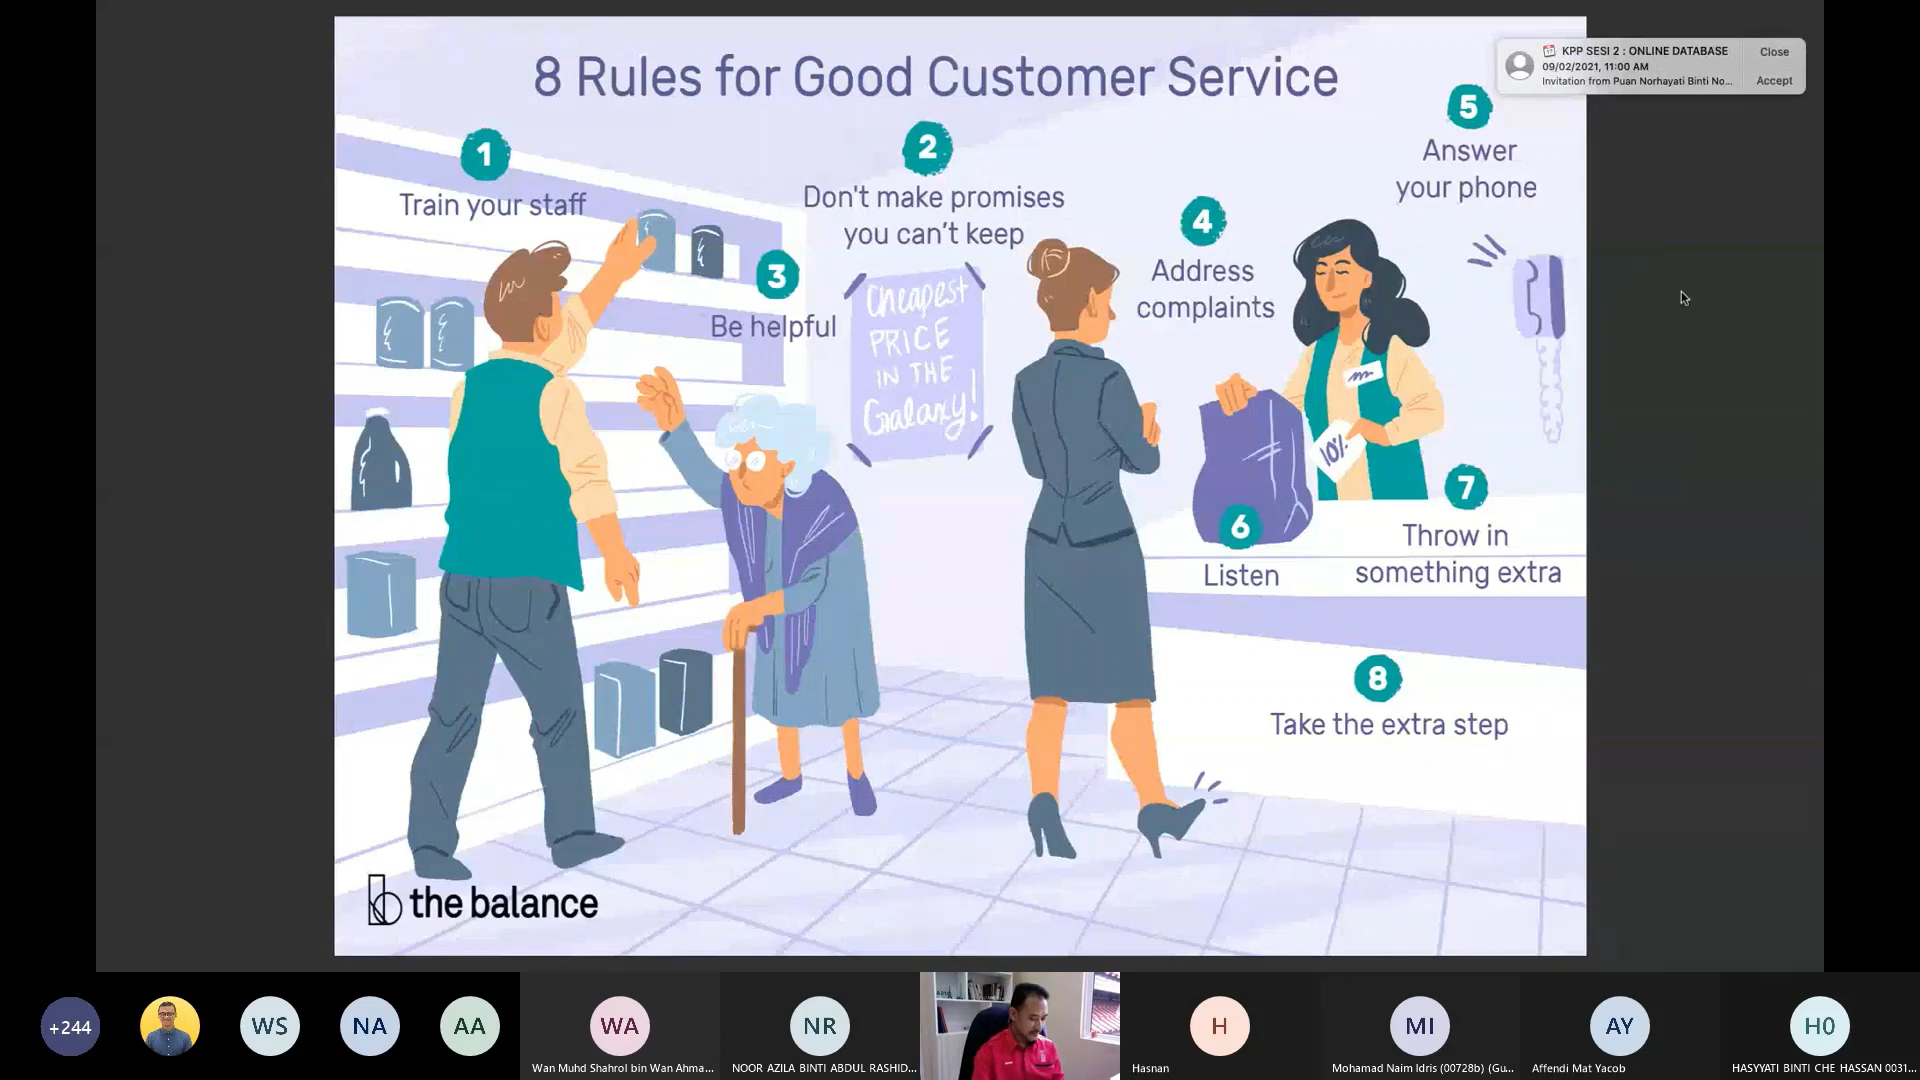 8 Rules for Good Customer Service
KPP SESI 2 : ONLINE DATABASE
09/02/2021, 11:00 AM
Invitation from Puan Norhayati Binti No...
Close
Accept
1
Train your staff
2
Don't make promises
you can't keep
3
Be helpful
Cheapest
PRICE
IN THE
Galaxy!
4
Address
complaints
5
Answer
your phone
10%
6
Listen
7
Throw in
something extra
8
Take the extra step
the balance
+244
WS
NA
AA
WA
Wan Muhd Shahrol bin Wan Ahma...
NR
NOOR AZILA BINTI ABDUL RASHID...
H
Hasnan
MI
Mohamad Naim Idris (00728b) (Gu...
AY
Affendi Mat Yacob
H0
HASYYATI BINTI CHE HASSAN 0031...